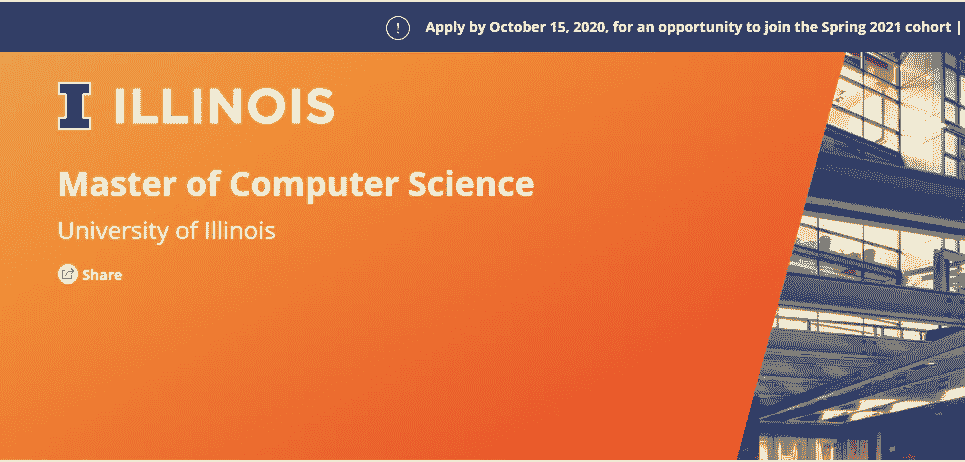 Apply by October 15, 2020, for an opportunity to join the Spring 2021 cohort |
I ILLINOIS
Master of Computer Science
University of Illinois
Share